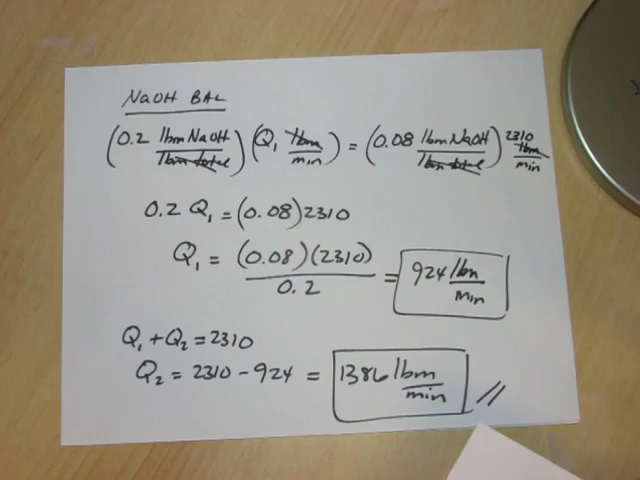 NaOH BAL
(0.2 lbm NaOH / lbm total) (Q1 lbm / min) = (0.08 lbm NaOH / lbm total) 2310 lbm / min
0.2 Q1 = (0.08) 2310
Q1 = (0.08)(2310) / 0.2 = 924 lbm / min
Q1 + Q2 = 2310
Q2 = 2310 - 924 = 1386 lbm / min //